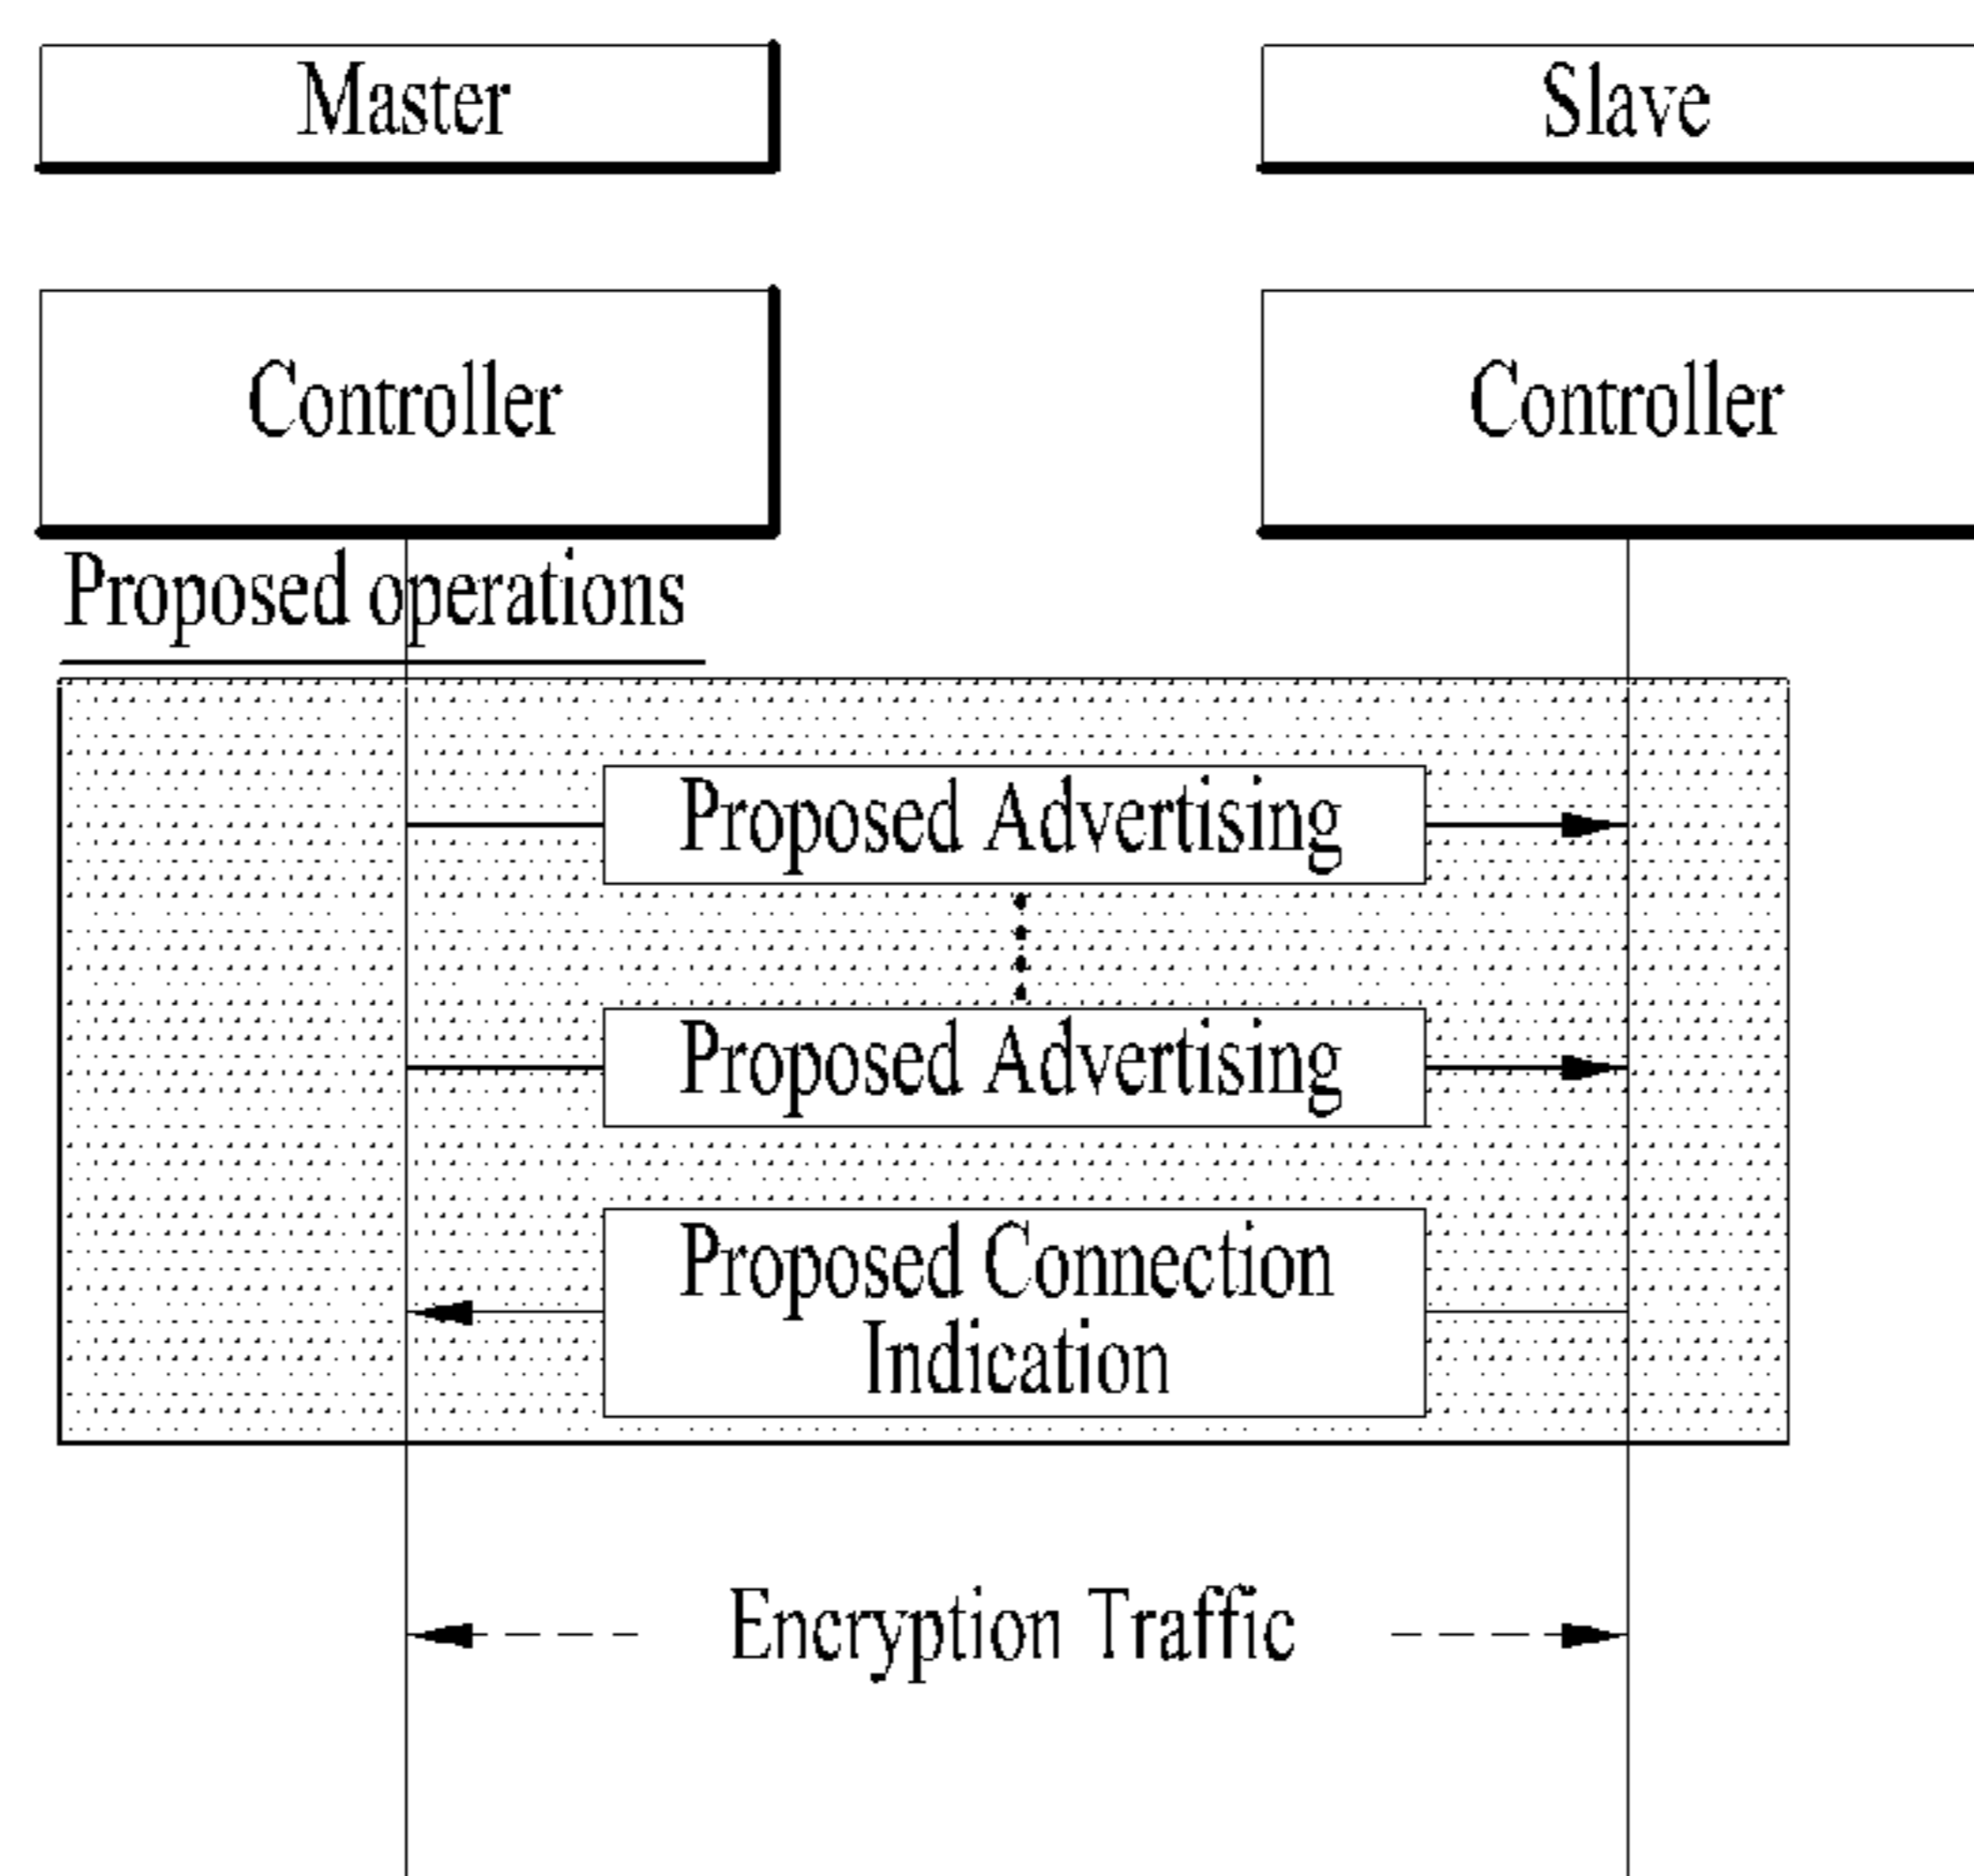 Master
Slave
Controller
Controller
Proposed operations
Proposed Advertising
Proposed Advertising
Proposed Connection
Indication
Encryption Traffic